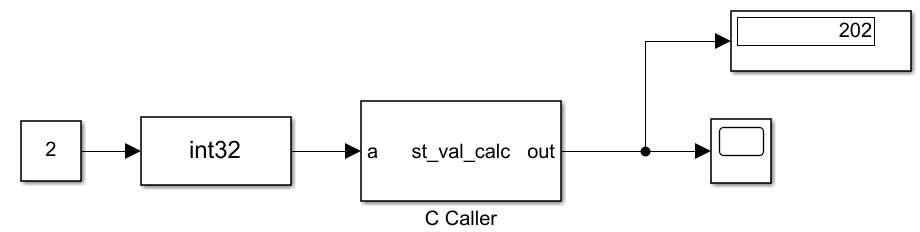 202
2
int32
a st_val_calc out
C Caller